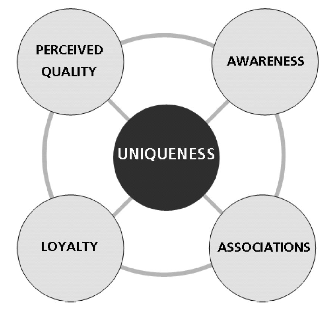 PERCEIVED
QUALITY
AWARENESS
UNIQUENESS
LOYALTY
ASSOCIATIONS